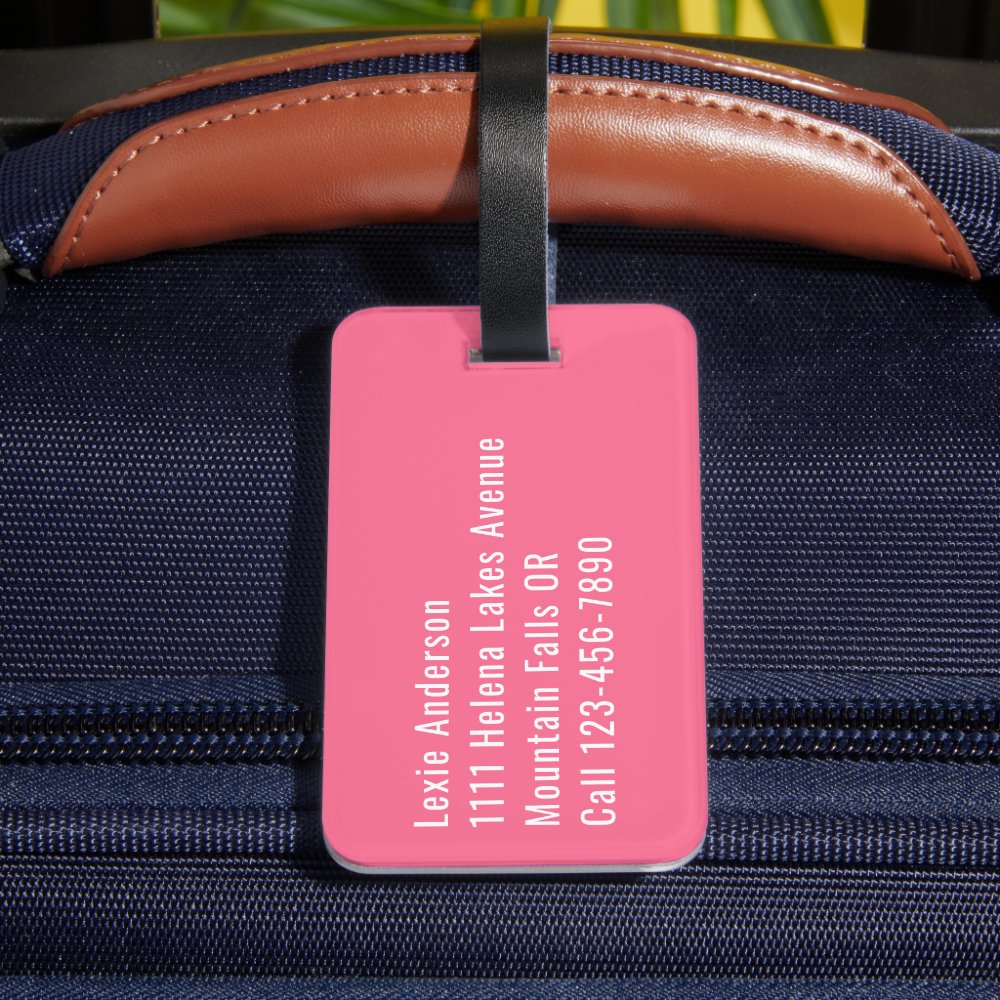 Lexie Anderson
1111 Helena Lakes Avenue
Mountain Falls OR
Call 123-456-7890